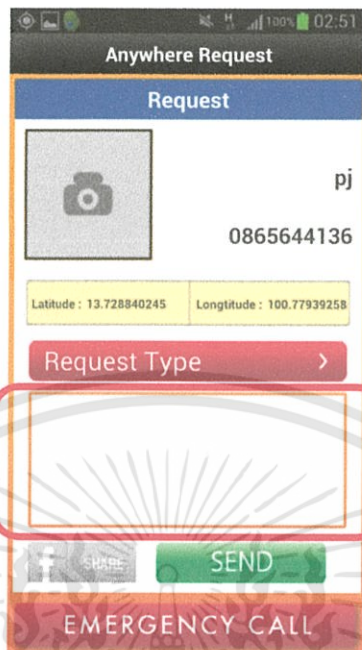 H 100% 02:51
Anywhere Request
Request
pj
0865644136
Latitude : 13.728840245 Longtitude : 100.77939258
Request Type >
f SHARE SEND
EMERGENCY CALL